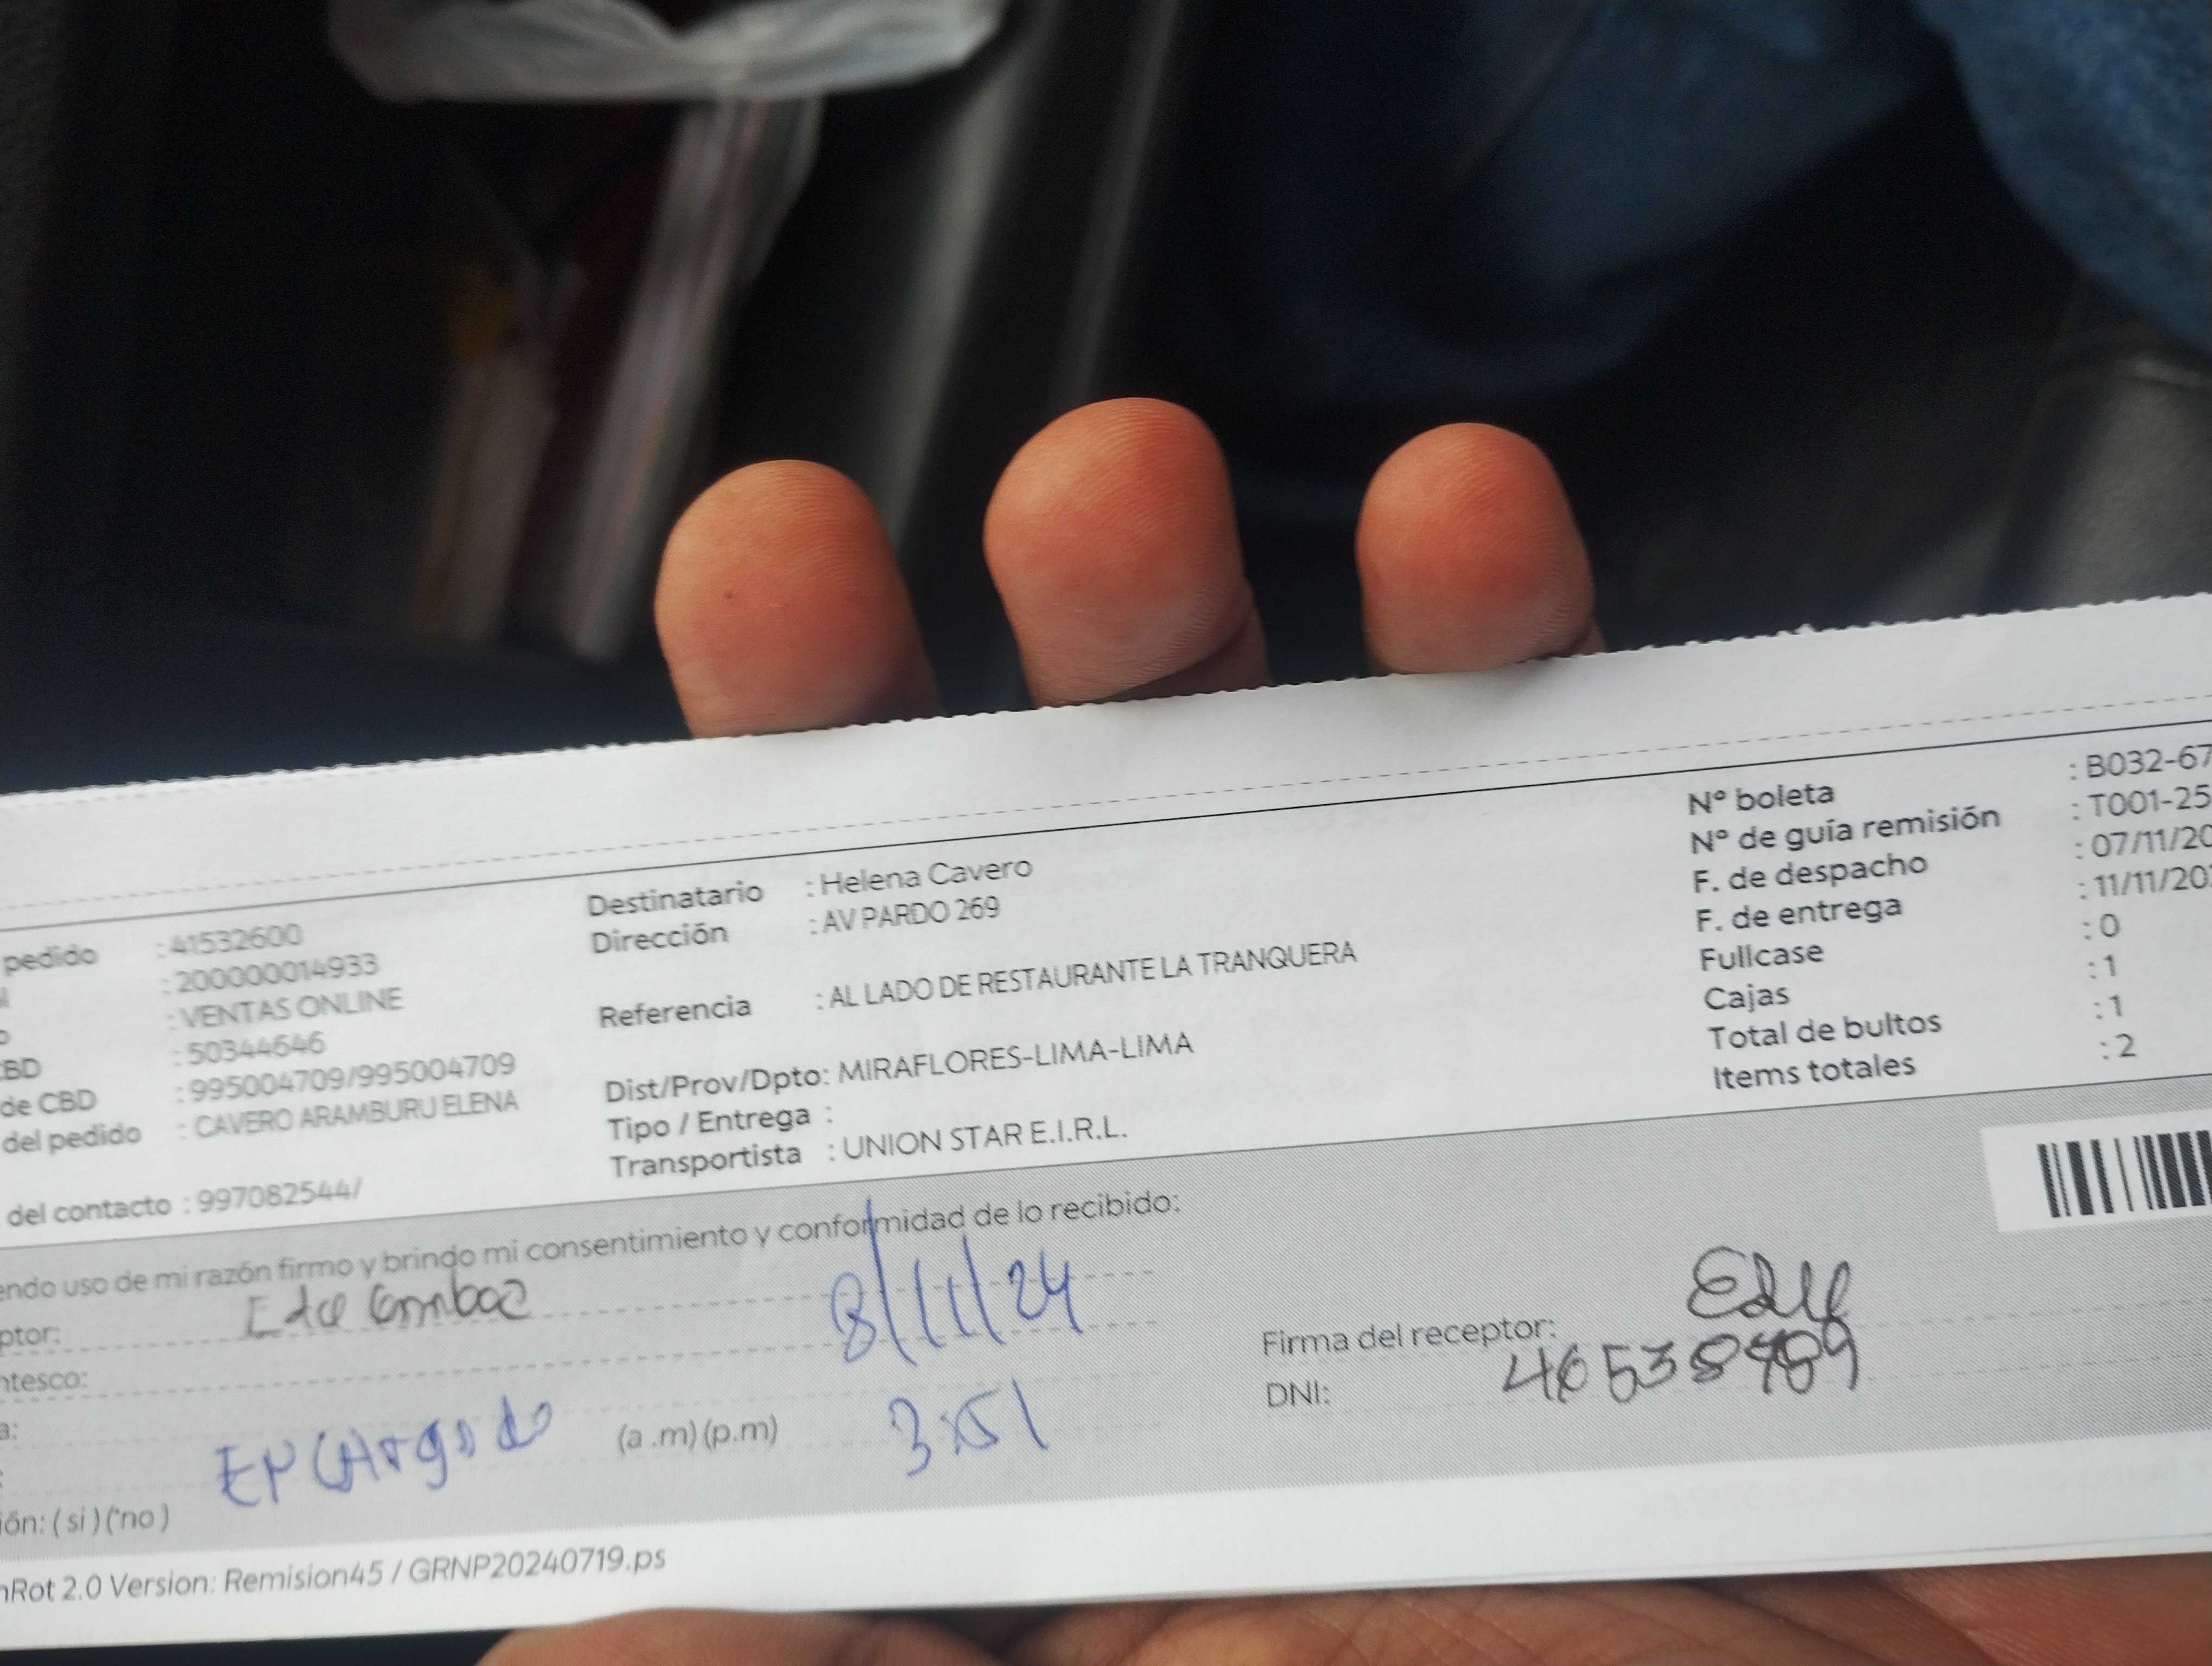 pedido : 41532600
: 200000014933
: VENTAS ONLINE
CBD : 50344646
de CBD : 995004709/995004709
del pedido : CAVERO ARAMBURU ELENA
del contacto : 997082544/
Destinatario : Helena Cavero
Dirección : AV PARDO 269
Referencia : AL LADO DE RESTAURANTE LA TRANQUERA
Dist/Prov/Dpto: MIRAFLORES-LIMA-LIMA
Tipo / Entrega :
Transportista : UNION STAR E.I.R.L.
N° boleta : B032-67
N° de guía remisión : T001-25
F. de despacho : 07/11/20
F. de entrega : 11/11/20
Fullcase : 0
Cajas : 1
Total de bultos : 1
Items totales : 2
endo uso de mi razón firmo y brindo mi consentimiento y conformidad de lo recibido:
ptor: 8/11/24
ntesco:
a: Encargado (a .m) (p.m) 3:51
Firma del receptor:
DNI: 46538489
ión: ( si ) ( no )
nRot 2.0 Version: Remision45 / GRNP20240719.ps